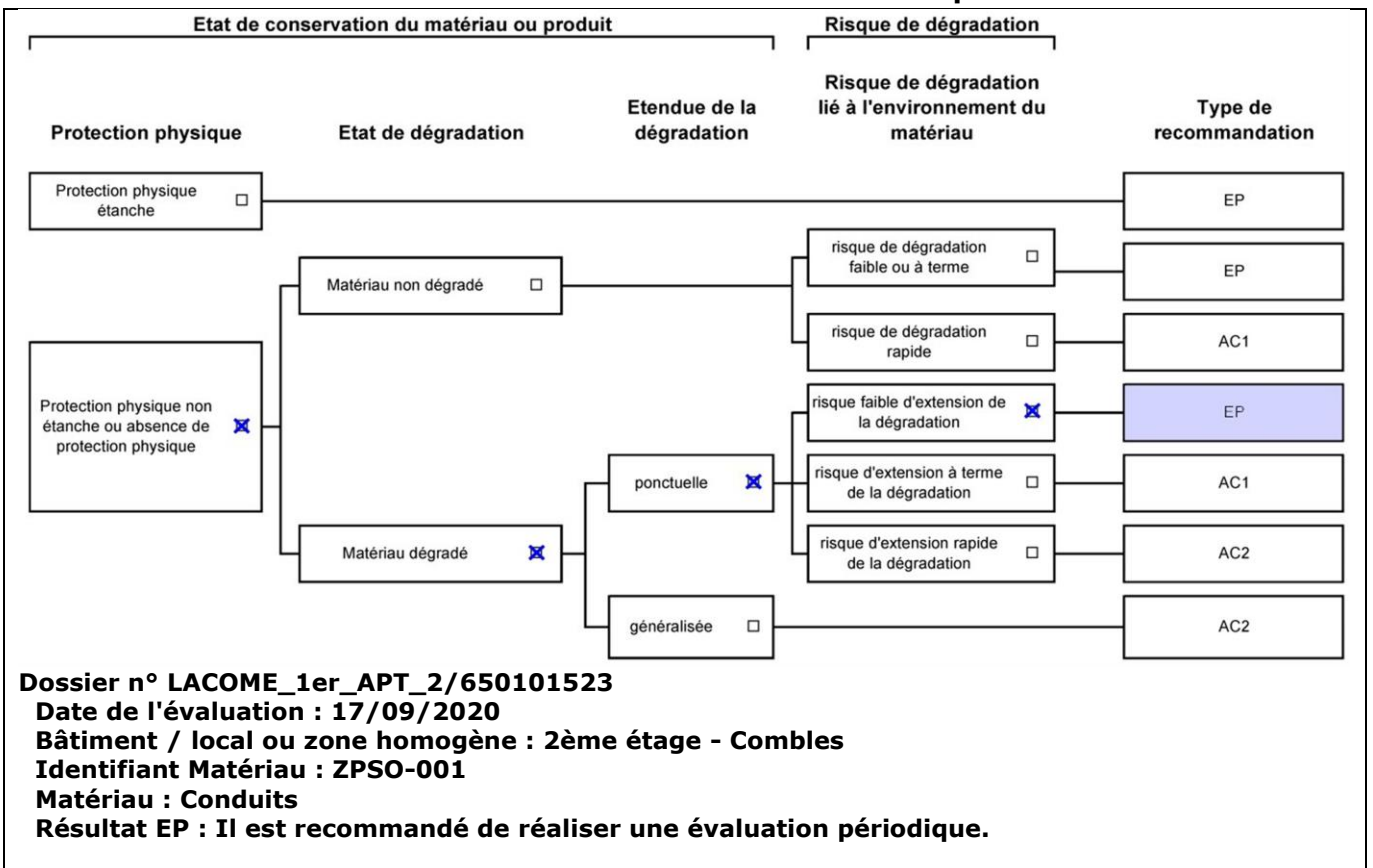 Etat de conservation du matériau ou produit
Risque de dégradation
Protection physique
Etat de dégradation
Etendue de la
dégradation
Risque de dégradation
lié à l'environnement du
matériau
Type de
recommandation
Protection physique
étanche
EP
risque de dégradation
faible ou à terme
EP
Matériau non dégradé
risque de dégradation
rapide
AC1
Protection physique non
étanche ou absence de
protection physique
risque faible d'extension de
la dégradation
EP
ponctuelle
risque d'extension à terme
de la dégradation
AC1
Matériau dégradé
risque d'extension rapide
de la dégradation
AC2
généralisée
AC2
Dossier n° LACOME_1er_APT_2/650101523
Date de l'évaluation : 17/09/2020
Bâtiment / local ou zone homogène : 2ème étage - Combles
Identifiant Matériau : ZPSO-001
Matériau : Conduits
Résultat EP : Il est recommandé de réaliser une évaluation périodique.